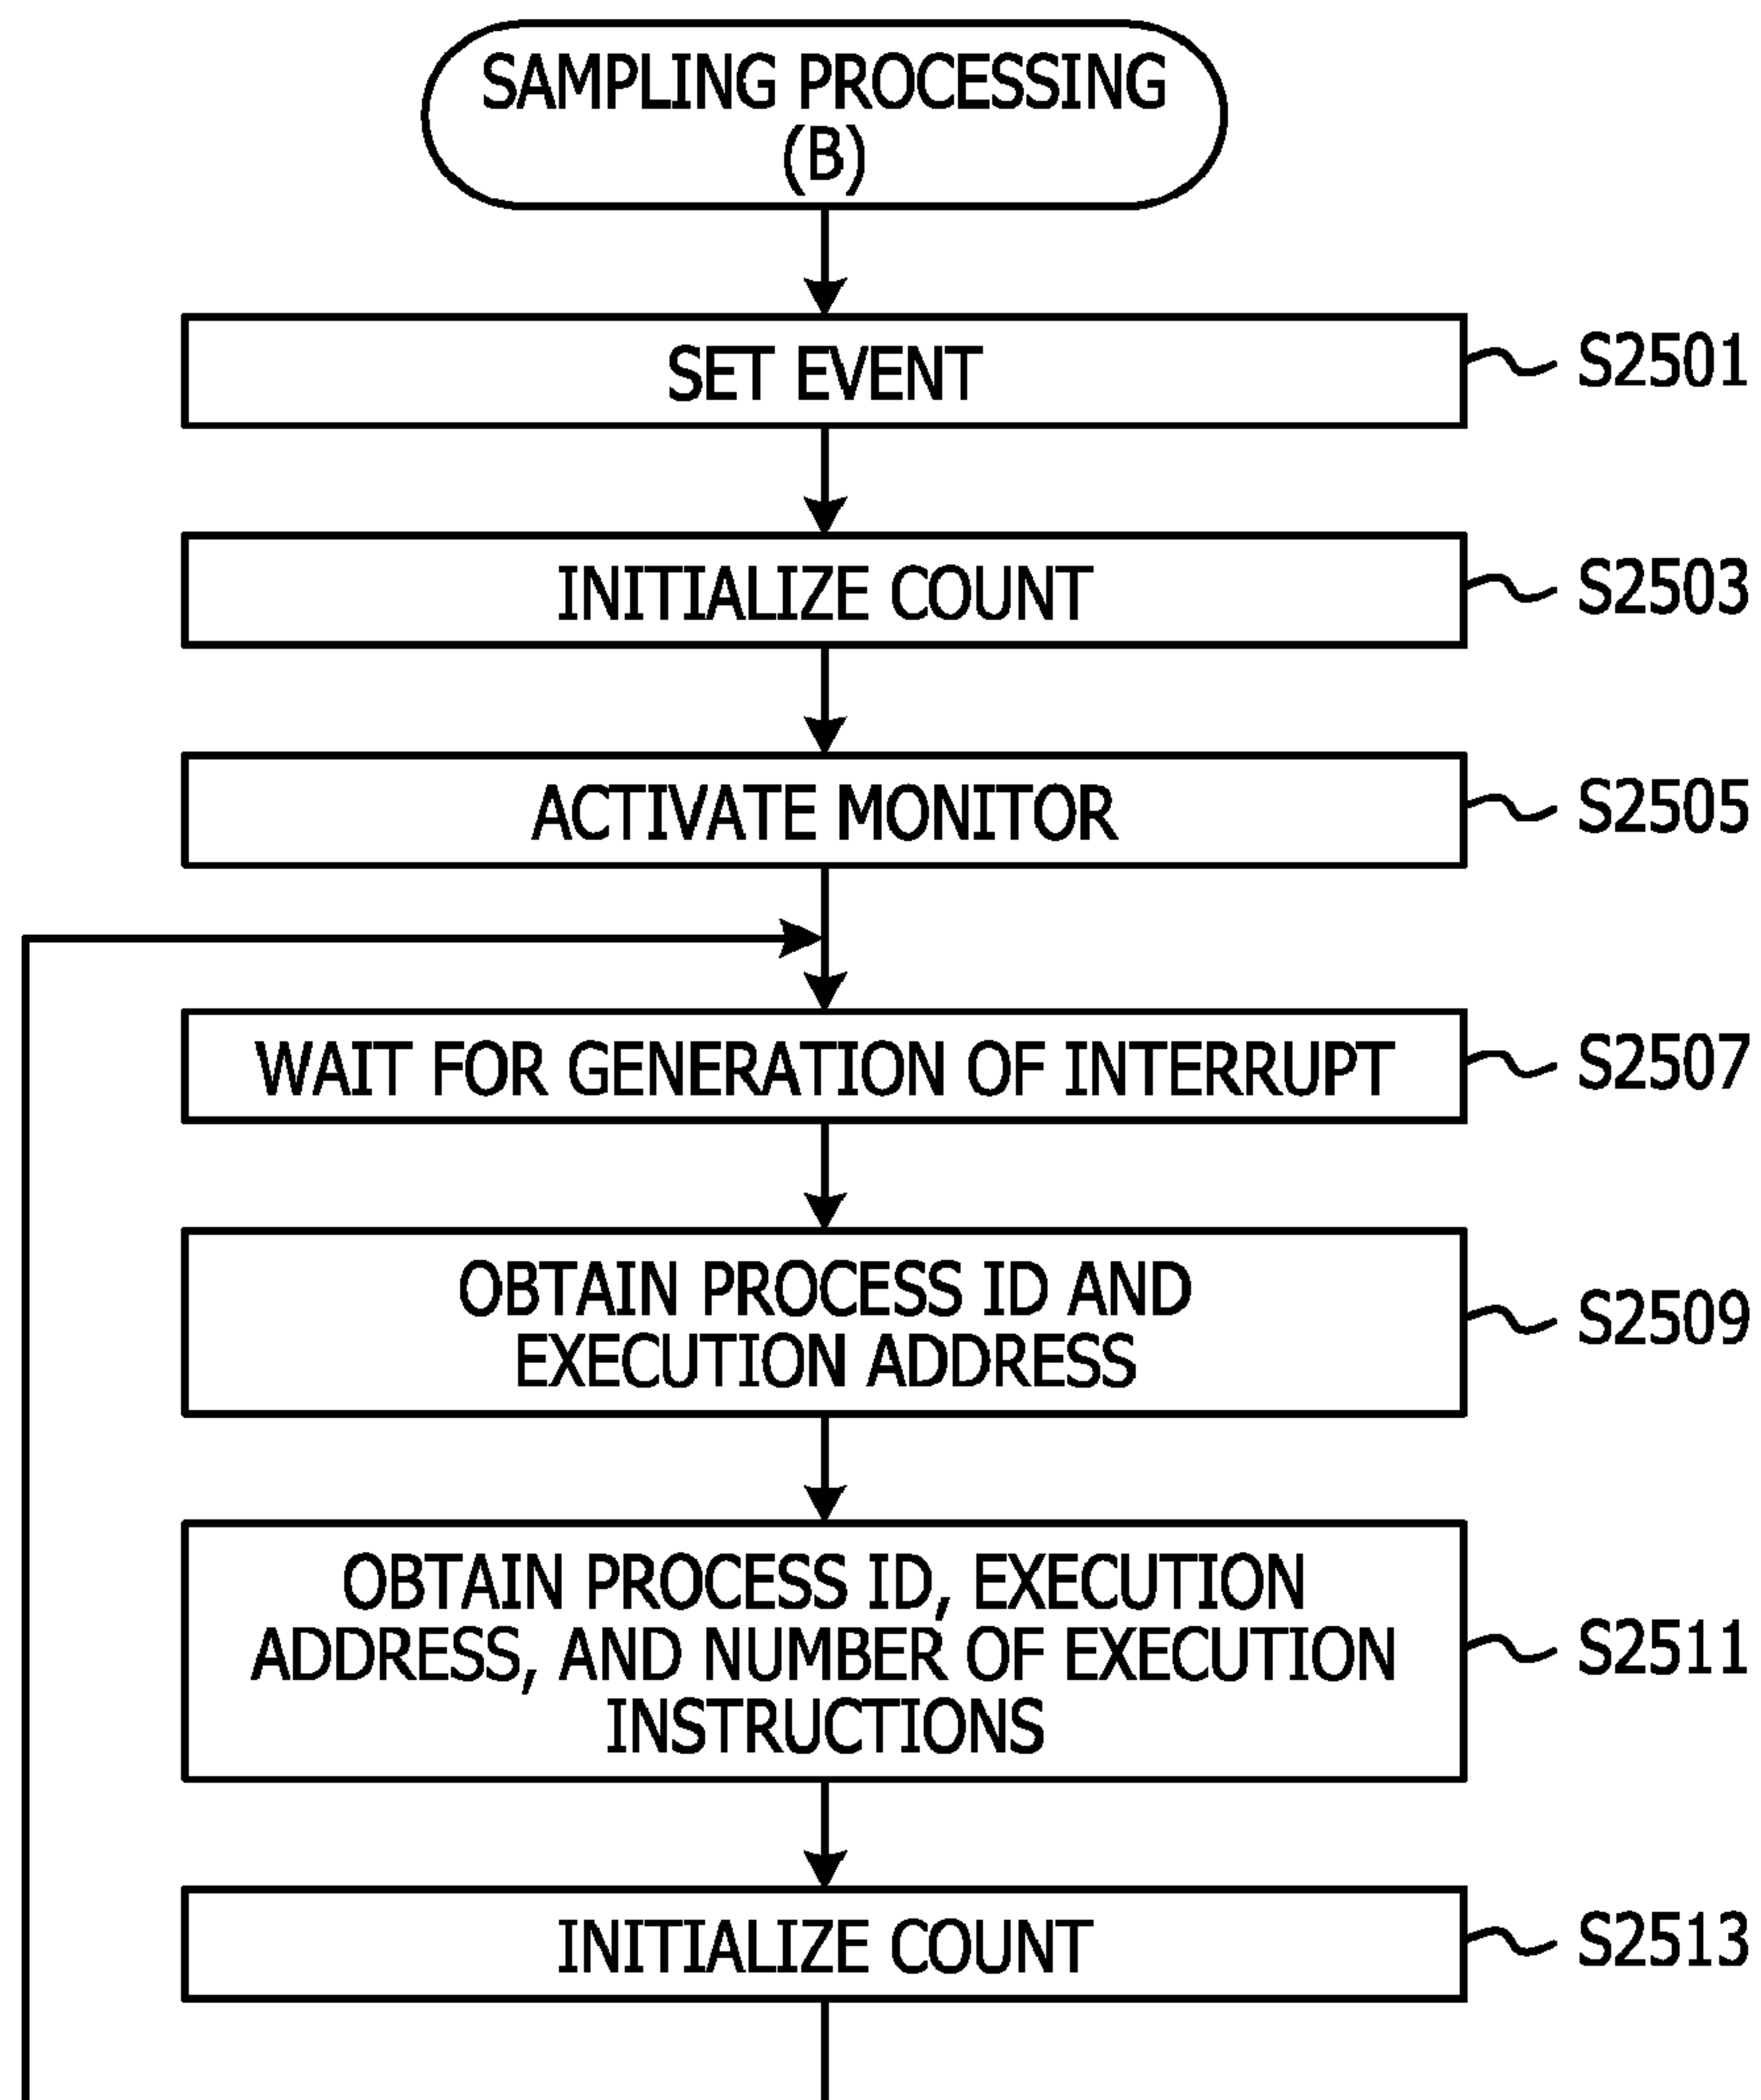 SAMPLING PROCESSING
(B)
SET EVENT
S2501
INITIALIZE COUNT
S2503
ACTIVATE MONITOR
S2505
WAIT FOR GENERATION OF INTERRUPT
S2507
OBTAIN PROCESS ID AND
EXECUTION ADDRESS
S2509
OBTAIN PROCESS ID, EXECUTION
ADDRESS, AND NUMBER OF EXECUTION
INSTRUCTIONS
S2511
INITIALIZE COUNT
S2513